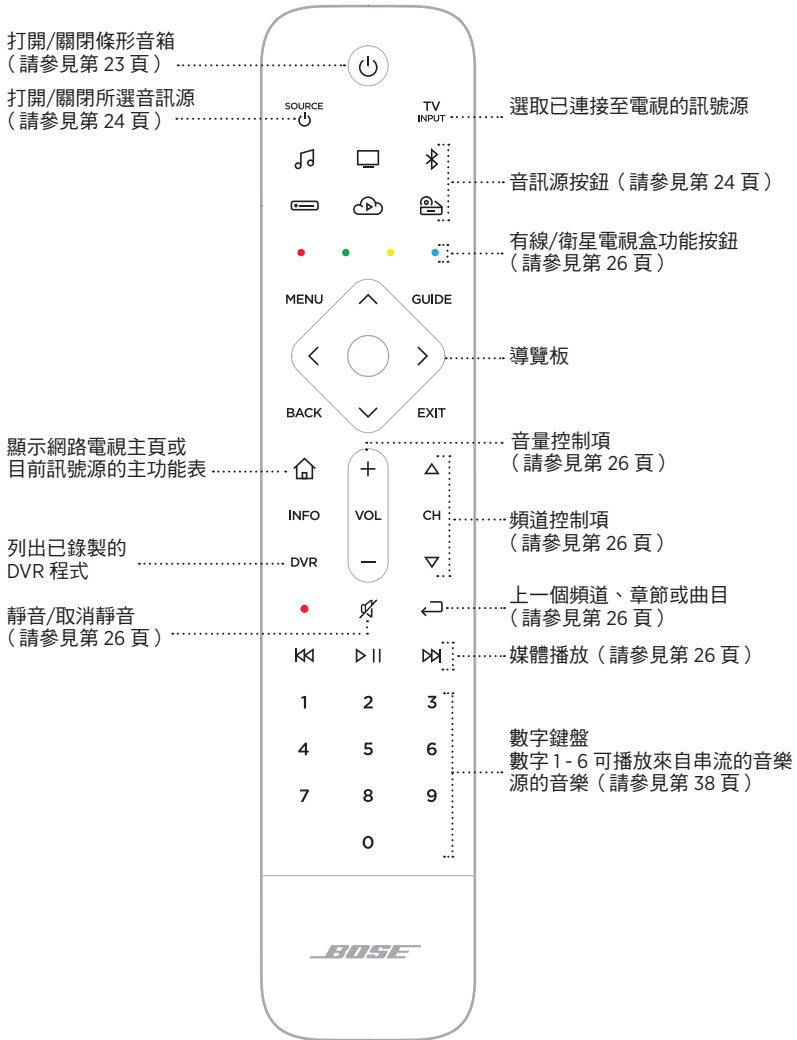 打開/關閉條形音箱
（請參見第 23 頁）
打開/關閉所選音訊源
（請參見第 24 頁）
SOURCE
TV
INPUT
選取已連接至電視的訊號源
音訊源按鈕（請參見第 24 頁）
有線/衛星電視盒功能按鈕
（請參見第 26 頁）
MENU
GUIDE
導覽板
BACK
EXIT
顯示網路電視主頁或
目前訊號源的主功能表
音量控制項
（請參見第 26 頁）
INFO
VOL
CH
頻道控制項
（請參見第 26 頁）
列出已錄製的
DVR 程式
DVR
靜音/取消靜音
（請參見第 26 頁）
上一個頻道、章節或曲目
（請參見第 26 頁）
媒體播放（請參見第 26 頁）
1 2 3
4 5 6
7 8 9
0
數字鍵盤
數字 1 - 6 可播放來自串流的音樂
源的音樂（請參見第 38 頁）
BOSE